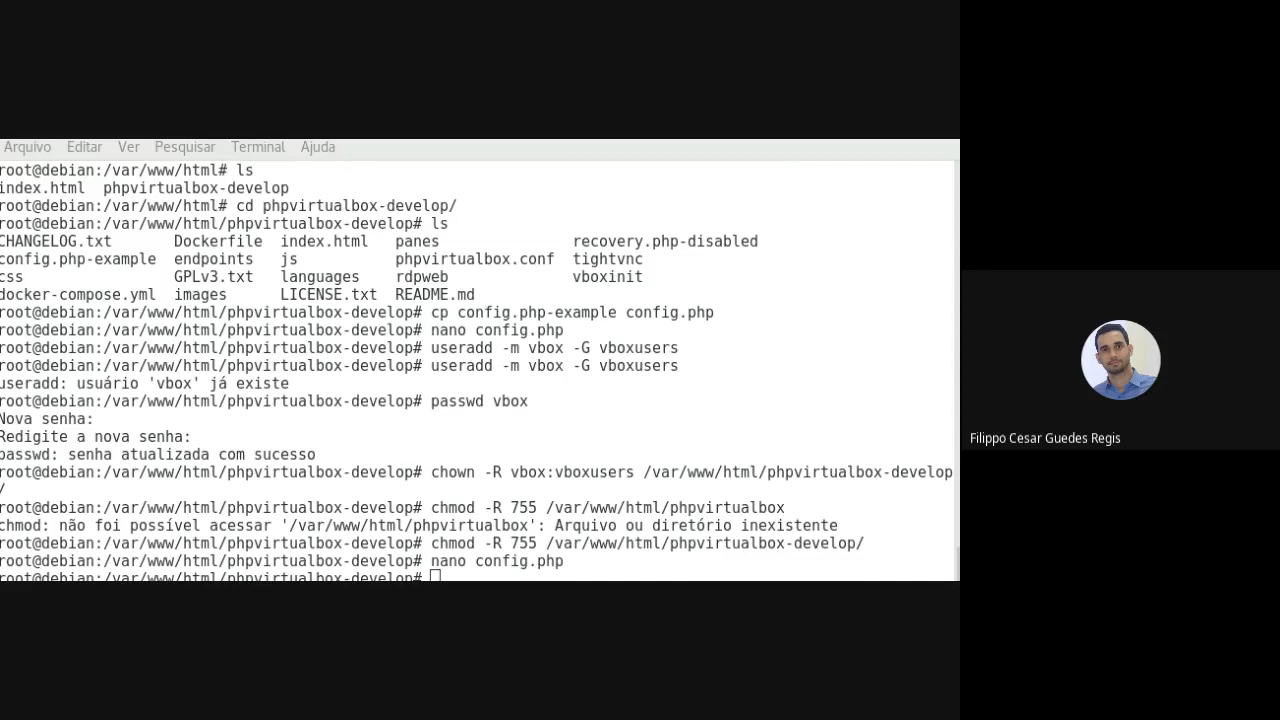 Arquivo Editar Ver Pesquisar Terminal Ajuda
root@debian:/var/www/html# ls
index.html  phpvirtualbox-develop
root@debian:/var/www/html# cd phpvirtualbox-develop/
root@debian:/var/www/html/phpvirtualbox-develop# ls
CHANGELOG.txt       Dockerfile  index.html   panes               recovery.php-disabled
config.php-example  endpoints   js           phpvirtualbox.conf  tightvnc
css                 GPLv3.txt   languages    rdpweb              vboxinit
docker-compose.yml  images      LICENSE.txt  README.md
root@debian:/var/www/html/phpvirtualbox-develop# cp config.php-example config.php
root@debian:/var/www/html/phpvirtualbox-develop# nano config.php
root@debian:/var/www/html/phpvirtualbox-develop# useradd -m vbox -G vboxusers
root@debian:/var/www/html/phpvirtualbox-develop# useradd -m vbox -G vboxusers
useradd: usuário 'vbox' já existe
root@debian:/var/www/html/phpvirtualbox-develop# passwd vbox
Nova senha:
Redigite a nova senha:
passwd: senha atualizada com sucesso
root@debian:/var/www/html/phpvirtualbox-develop# chown -R vbox:vboxusers /var/www/html/phpvirtualbox-develop
/
root@debian:/var/www/html/phpvirtualbox-develop# chmod -R 755 /var/www/html/phpvirtualbox
chmod: não foi possível acessar '/var/www/html/phpvirtualbox': Arquivo ou diretório inexistente
root@debian:/var/www/html/phpvirtualbox-develop# chmod -R 755 /var/www/html/phpvirtualbox-develop/
root@debian:/var/www/html/phpvirtualbox-develop# nano config.php
root@debian:/var/www/html/phpvirtualbox-develop#
Filippo Cesar Guedes Regis